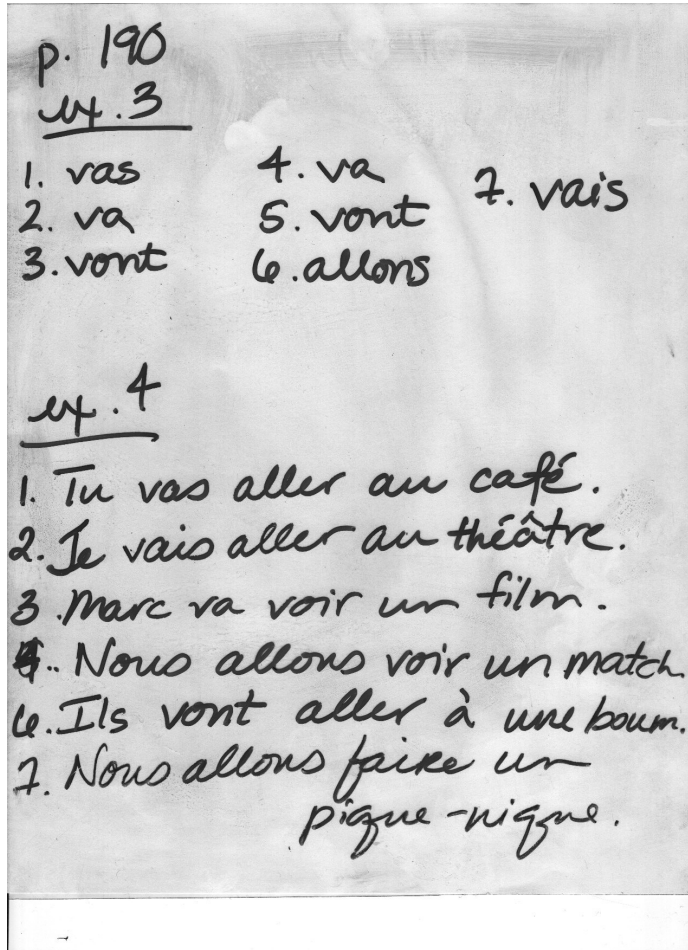 p. 190
ex. 3
1. vas
2. va
3. vont
4. va
5. vont
6. allons
7. vais
ex. 4
1. Tu vas aller au café.
2. Je vais aller au théâtre.
3. Marc va voir un film.
Nous allons voir un match.
6. Ils vont aller à une boum.
7. Nous allons faire un
pique-nique.